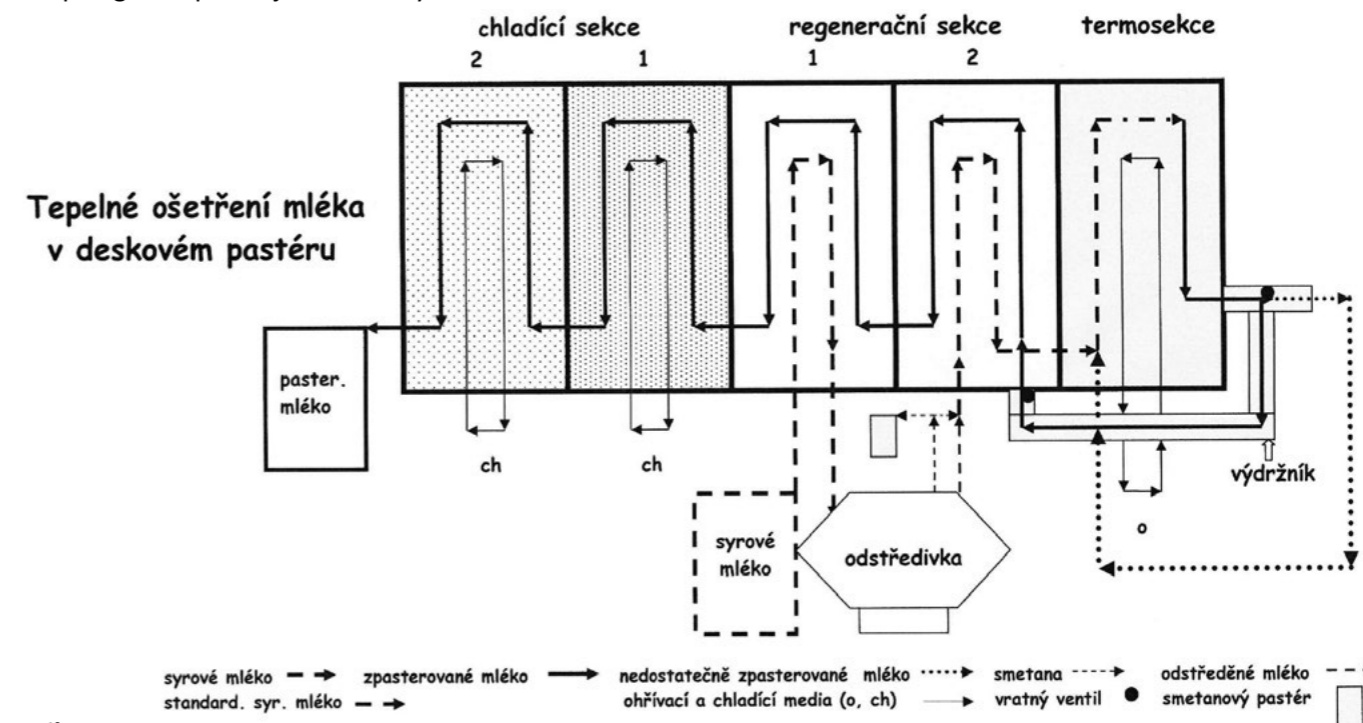 chladící sekce
regenerační sekce
termosekce
2
1
1
2
Tepelné ošetření mléka
v deskovém pastéru
paster.
mléko
ch
ch
syrové
mléko
odstředivka
o
výdržník
syrové mléko
zpasterované mléko
nedostatečně zpasterované mléko
smetana
odstředěné mléko
standard. syr. mléko
ohřívací a chladící media (o, ch)
vratný ventil
smetanový pastér